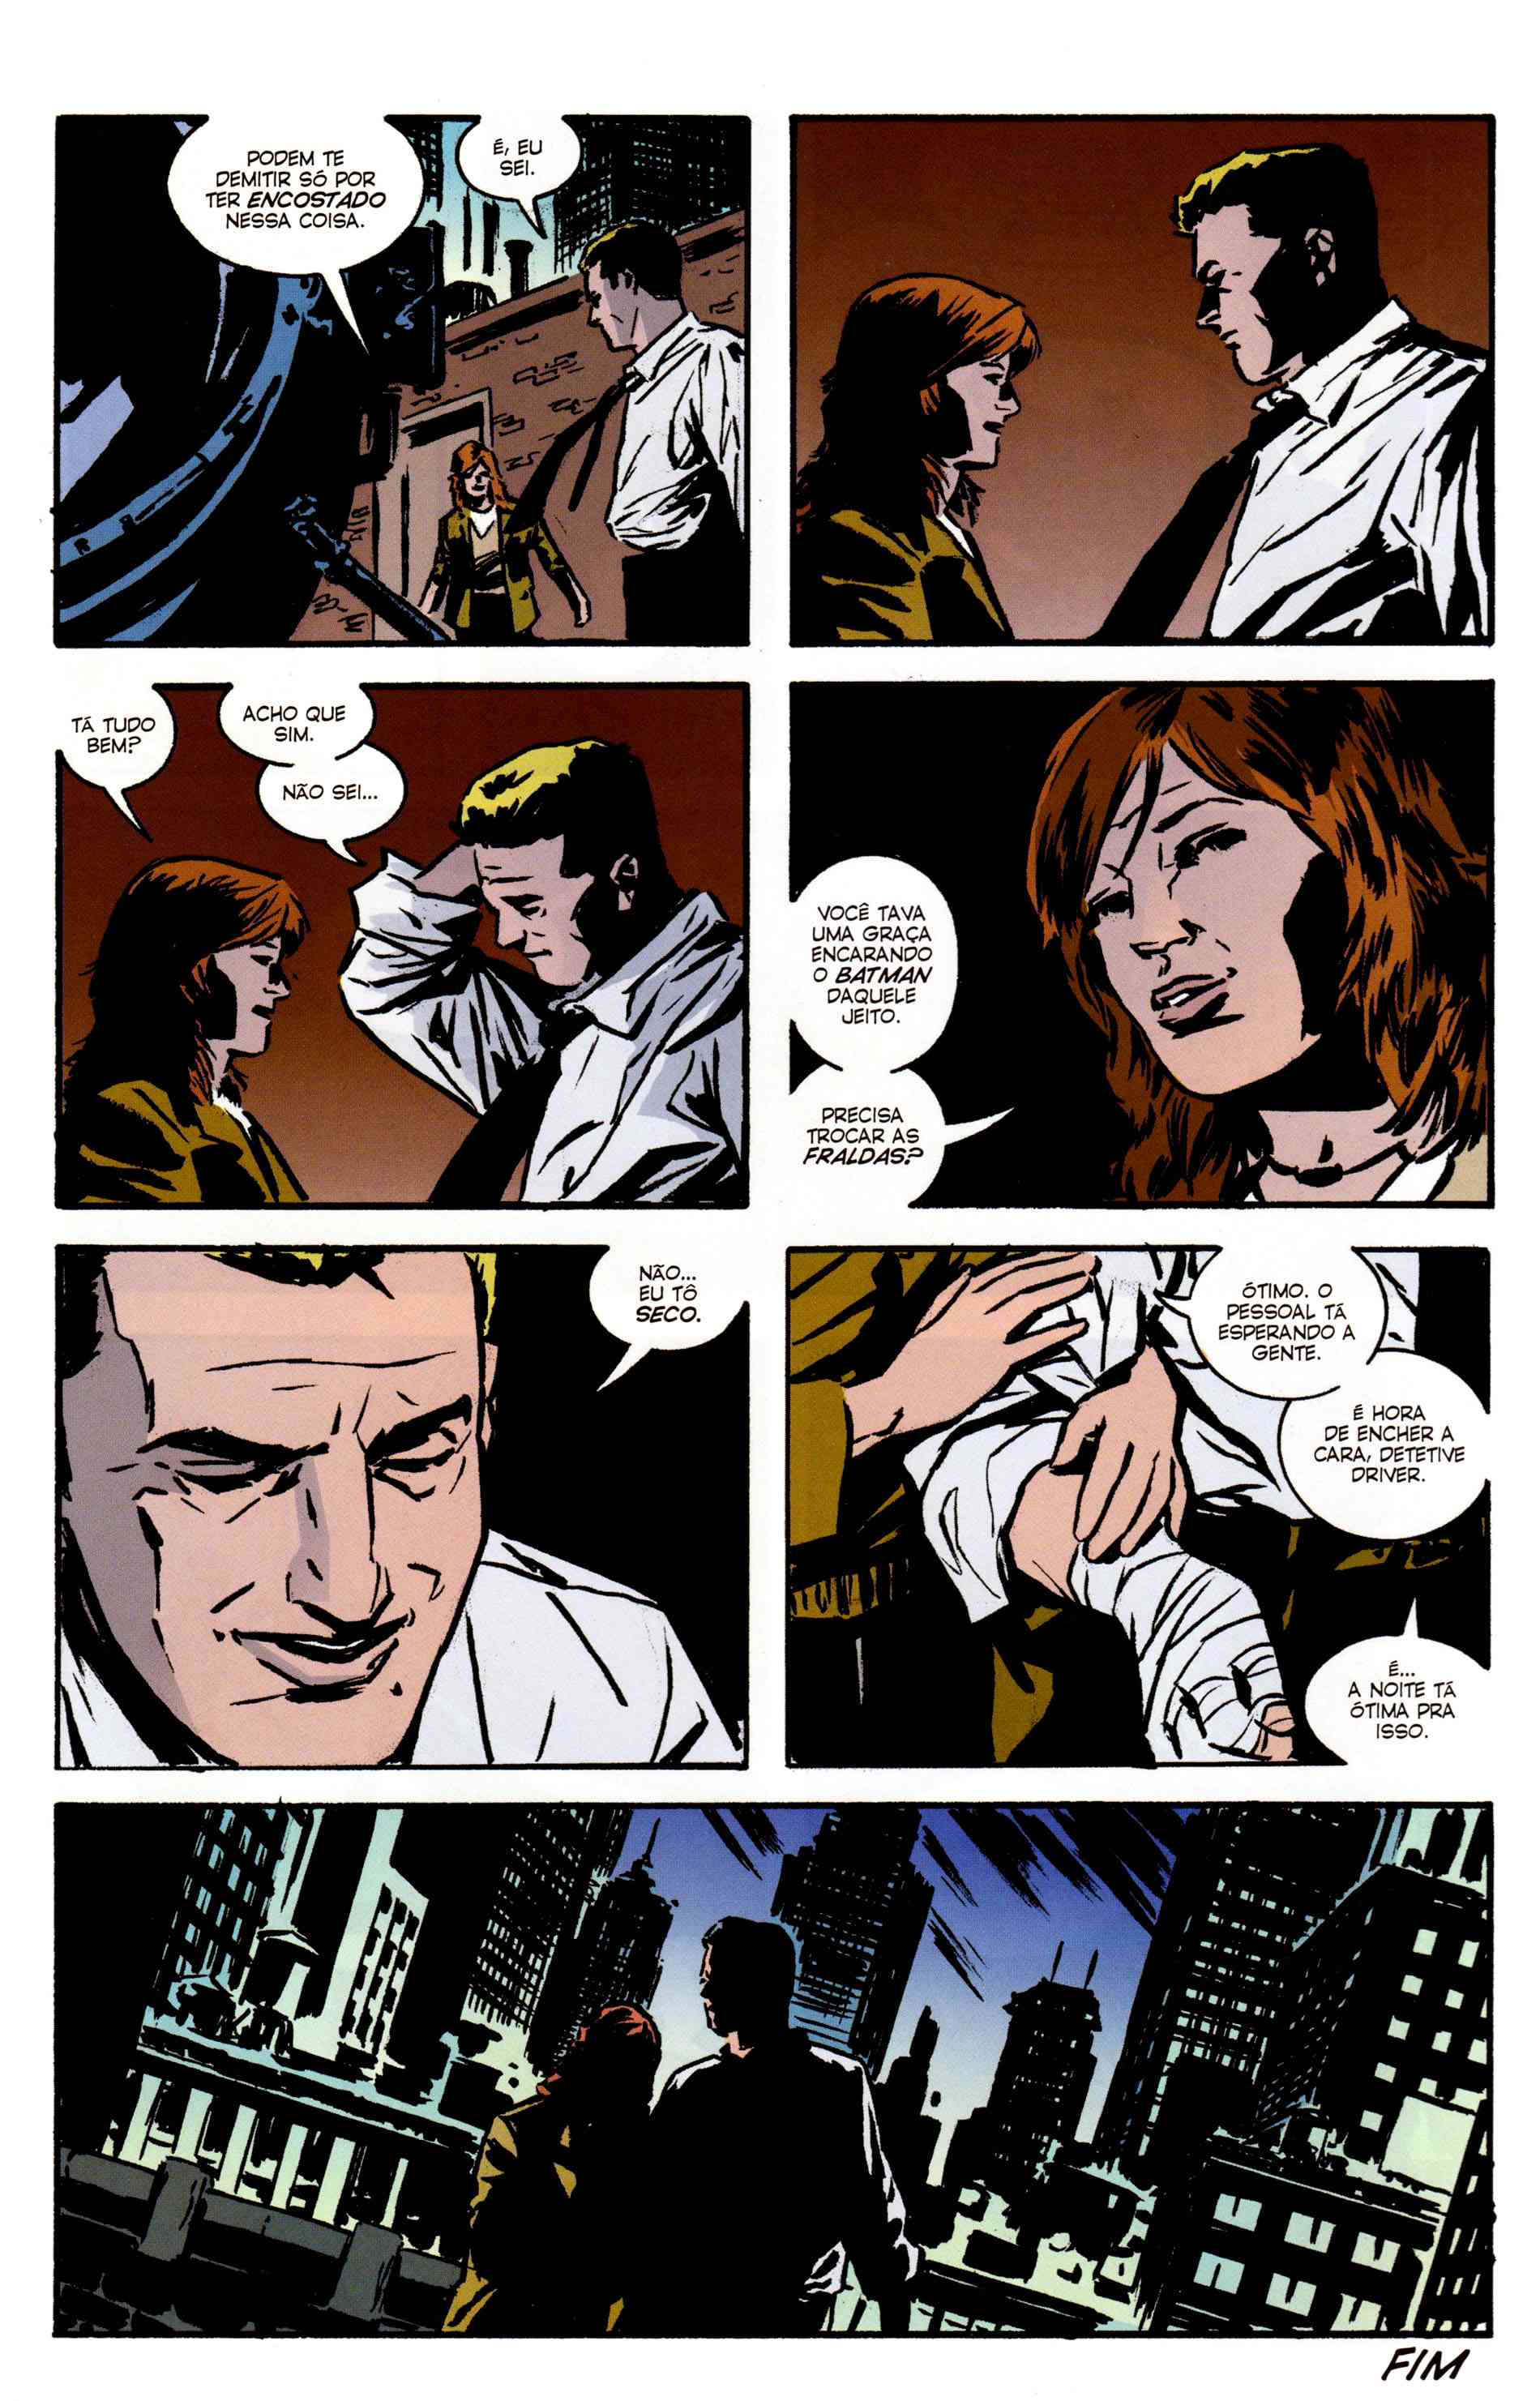 PODEM TE
DEMITIR SÓ POR
TER ENCOSTADO
NESSA COISA.
É, EU
SEI.
TÁ TUDO
BEM?
ACHO QUE
SIM.
NÃO SEI...
VOCÊ TAVA
UMA GRAÇA
ENCARANDO
O BATMAN
DAQUELE
JEITO.
PRECISA
TROCAR AS
FRALDAS?
NÃO...
EU TÔ
SECO.
ÓTIMO. O
PESSOAL TÁ
ESPERANDO A
GENTE.
É HORA
DE ENCHER A
CARA, DETETIVE
DRIVER.
É...
A NOITE TÁ
ÓTIMA PRA
ISSO.
FIM